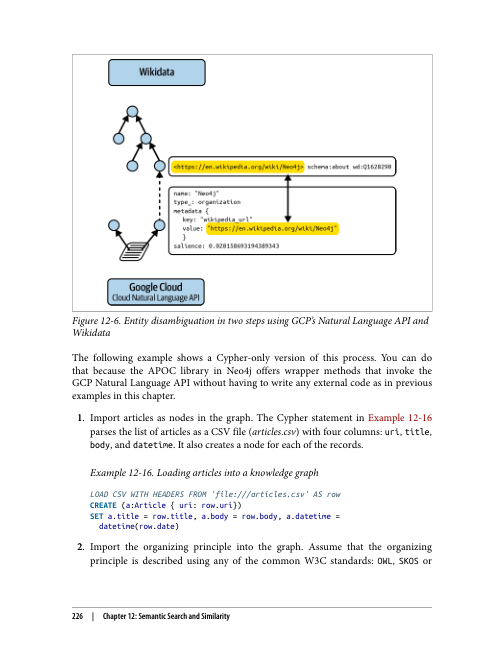 Wikidata
<https://en.wikipedia.org/wiki/Neo4j> schema:about wd:Q1628290
name: "Neo4j"
type_: organization
metadata {
key: "wikipedia_url"
value: "https://en.wikipedia.org/wiki/Neo4j"
}
salience: 0.020158693194389343
Google Cloud
Cloud Natural Language API
Figure 12-6. Entity disambiguation in two steps using GCP’s Natural Language API and
Wikidata
The following example shows a Cypher-only version of this process. You can do
that because the APOC library in Neo4j offers wrapper methods that invoke the
GCP Natural Language API without having to write any external code as in previous
examples in this chapter.
1. Import articles as nodes in the graph. The Cypher statement in Example 12-16
parses the list of articles as a CSV file (articles.csv) with four columns: uri, title,
body, and datetime. It also creates a node for each of the records.
Example 12-16. Loading articles into a knowledge graph
LOAD CSV WITH HEADERS FROM 'file:///articles.csv' AS row
CREATE (a:Article { uri: row.uri})
SET a.title = row.title, a.body = row.body, a.datetime =
datetime(row.date)
2. Import the organizing principle into the graph. Assume that the organizing
principle is described using any of the common W3C standards: OWL, SKOS or
226 | Chapter 12: Semantic Search and Similarity